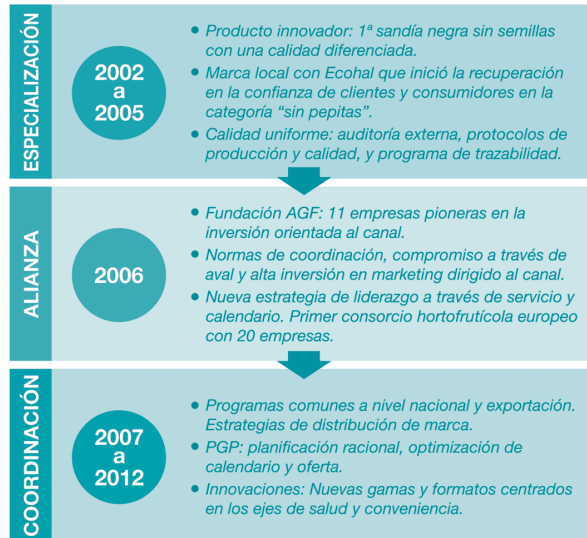 ESPECIALIZACIÓN
2002
a
2005
• Producto innovador: 1ª sandía negra sin semillas
con una calidad diferenciada.
• Marca local con Ecohal que inició la recuperación
en la confianza de clientes y consumidores en la
categoría “sin pepitas”.
• Calidad uniforme: auditoría externa, protocolos de
producción y calidad, y programa de trazabilidad.
ALIANZA
2006
• Fundación AGF: 11 empresas pioneras en la
inversión orientada al canal.
• Normas de coordinación, compromiso a través de
aval y alta inversión en marketing dirigido al canal.
• Nueva estrategia de liderazgo a través de servicio y
calendario. Primer consorcio hortofrutícola europeo
con 20 empresas.
COORDINACIÓN
2007
a
2012
• Programas comunes a nivel nacional y exportación.
Estrategias de distribución de marca.
• PGP: planificación racional, optimización de
calendario y oferta.
• Innovaciones: Nuevas gamas y formatos centrados
en los ejes de salud y conveniencia.